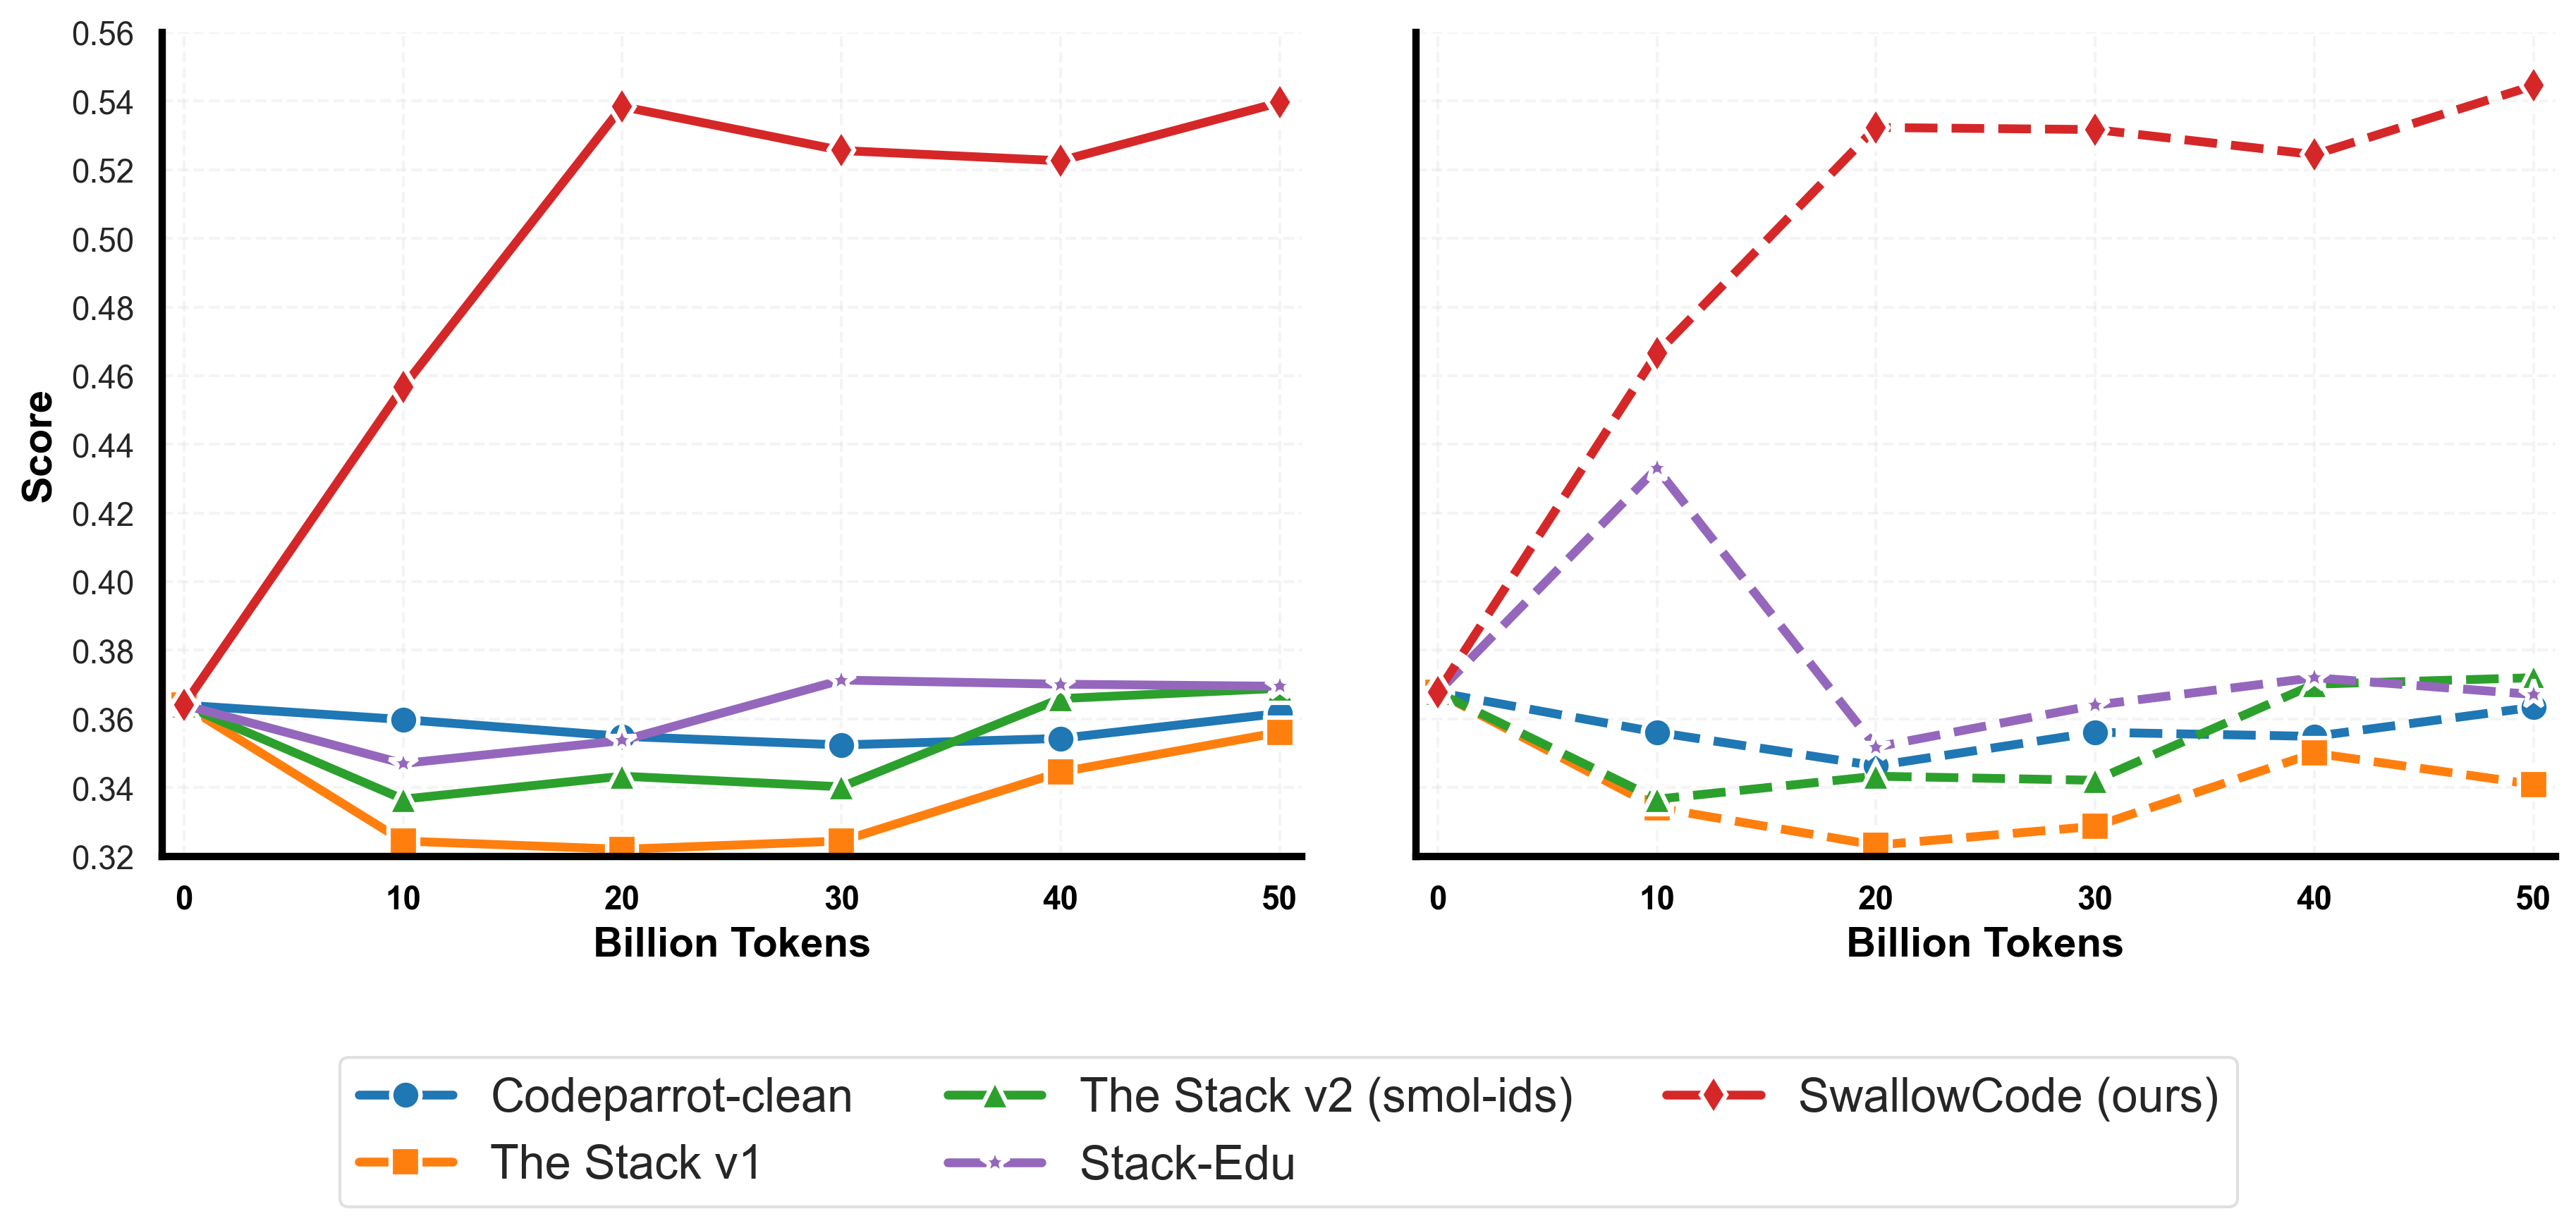 0.56
0.54
0.52
0.50
0.48
0.46
0.44
0.42
0.40
0.38
0.36
0.34
0.32
Score
0 10 20 30 40 50
Billion Tokens
0 10 20 30 40 50
Billion Tokens
Codeparrot-clean
The Stack v1
The Stack v2 (smol-ids)
Stack-Edu
SwallowCode (ours)